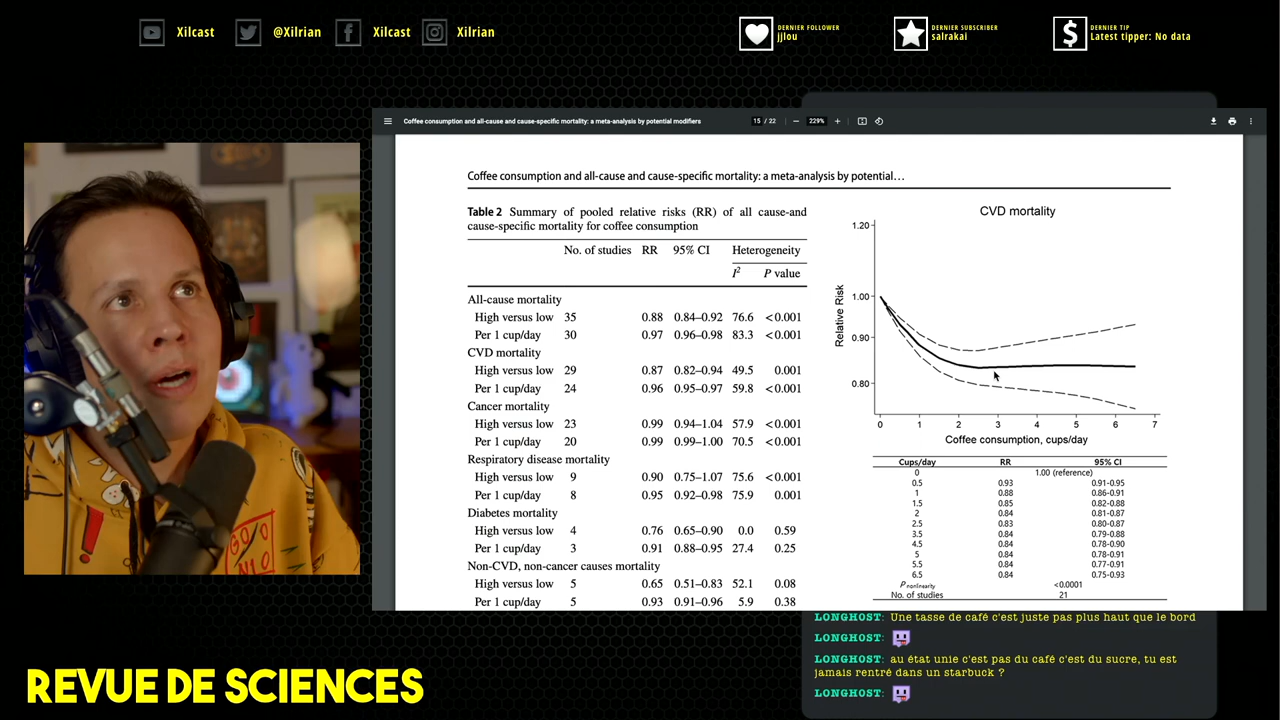 Xilcast @Xilrian Xilcast Xilrian
DERNIER FOLLOWER
jjlou
DERNIER SUBSCRIBER
salrakai
DERNIER TIP
Latest tipper: No data
Coffee consumption and all-cause and cause-specific mortality: a meta-analysis by potential modifiers 15 / 22 229%
Coffee consumption and all-cause and cause-specific mortality: a meta-analysis by potential…
Table 2 Summary of pooled relative risks (RR) of all cause-and
cause-specific mortality for coffee consumption
No. of studies RR 95% CI Heterogeneity
I² P value
All-cause mortality
High versus low 35 0.88 0.84–0.92 76.6 <0.001
Per 1 cup/day 30 0.97 0.96–0.98 83.3 <0.001
CVD mortality
High versus low 29 0.87 0.82–0.94 49.5 0.001
Per 1 cup/day 24 0.96 0.95–0.97 59.8 <0.001
Cancer mortality
High versus low 23 0.99 0.94–1.04 57.9 <0.001
Per 1 cup/day 20 0.99 0.99–1.00 70.5 <0.001
Respiratory disease mortality
High versus low 9 0.90 0.75–1.07 75.6 <0.001
Per 1 cup/day 8 0.95 0.92–0.98 75.9 0.001
Diabetes mortality
High versus low 4 0.76 0.65–0.90 0.0 0.59
Per 1 cup/day 3 0.91 0.88–0.95 27.4 0.25
Non-CVD, non-cancer causes mortality
High versus low 5 0.65 0.51–0.83 52.1 0.08
Per 1 cup/day 5 0.93 0.91–0.96 5.9 0.38
CVD mortality
1.20
1.00
0.90
0.80
Relative Risk
0 1 2 3 4 5 6 7
Coffee consumption, cups/day
Cups/day RR 95% CI
0 1.00 (reference)
0.5 0.93 0.91-0.95
1 0.88 0.86-0.91
1.5 0.85 0.82-0.88
2 0.84 0.81-0.87
2.5 0.83 0.80-0.87
3.5 0.84 0.79-0.88
4.5 0.84 0.78-0.90
5 0.84 0.78-0.91
5.5 0.84 0.77-0.91
6.5 0.84 0.75-0.93
P nonlinearity <0.0001
No. of studies 21
LONGHOST: Une tasse de café c'est juste pas plus haut que le bord
LONGHOST:
LONGHOST: au état unie c'est pas du café c'est du sucre, tu est
jamais rentré dans un starbuck ?
LONGHOST:
REVUE DE SCIENCES